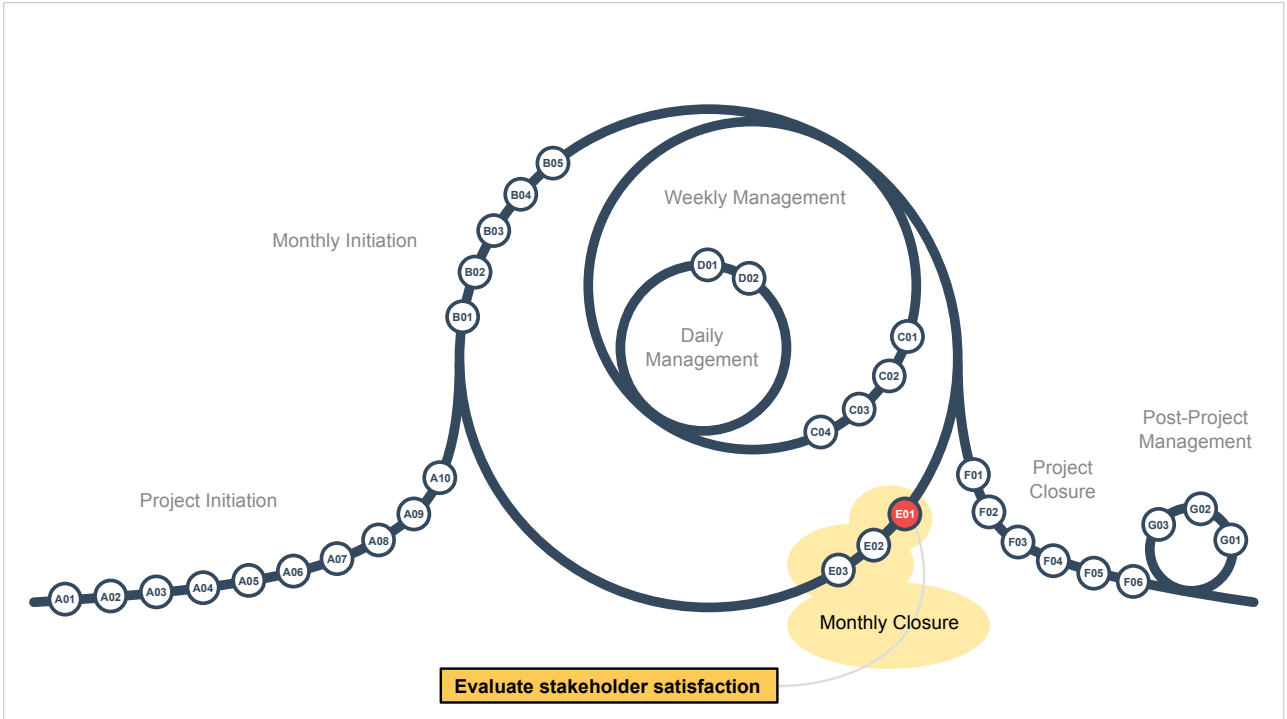 B05
B04
B03
B02
B01
Monthly Initiation
Weekly Management
D01
D02
Daily
Management
C01
C02
C03
C04
A10
A09
A08
A07
A06
A05
A04
A03
A02
A01
Project Initiation
E01
E02
E03
Monthly Closure
Evaluate stakeholder satisfaction
F01
F02
F03
F04
F05
F06
Project
Closure
Post-Project
Management
G03
G02
G01